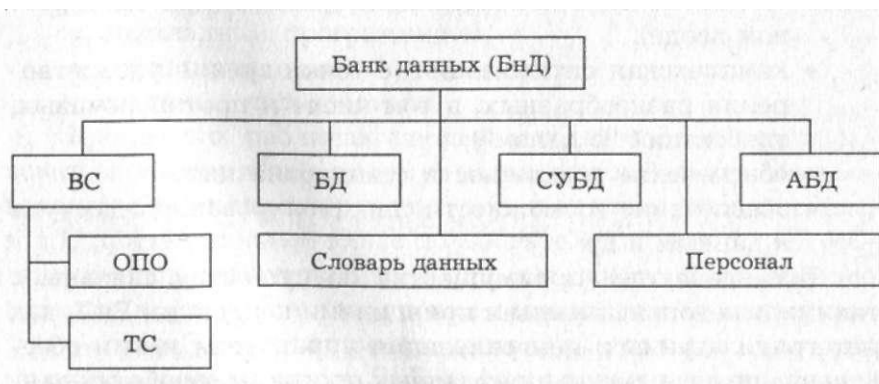 Банк данных (БнД)
ВС
БД
СУБД
АБД
ОПО
Словарь данных
Персонал
ТС